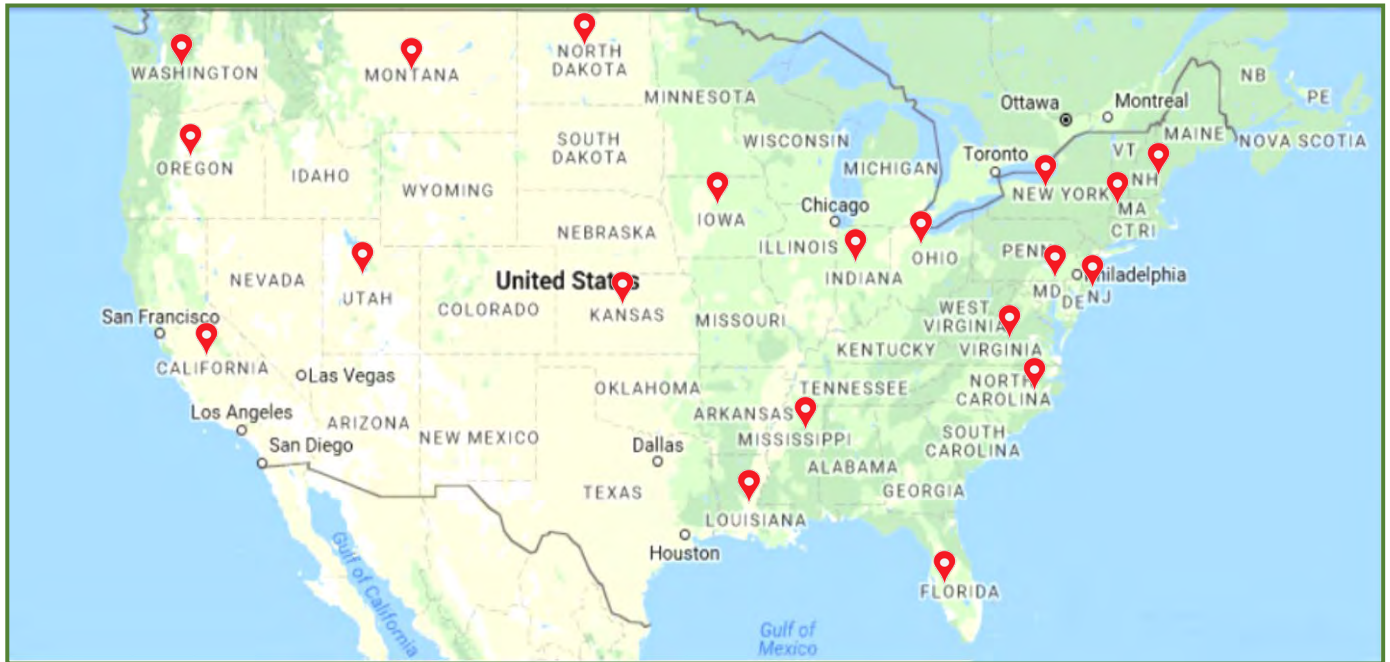 WASHINGTON
MONTANA
NORTH
DAKOTA
MINNESOTA
OREGON
IDAHO
WYOMING
SOUTH
DAKOTA
WISCONSIN
MICHIGAN
Ottawa
Montreal
NB
PE
MAINE
NOVA SCOTIA
VT
Toronto
NH
NEW YORK
MA
CTRI
IOWA
Chicago
NEBRASKA
ILLINOIS
INDIANA
OHIO
PENN
Philadelphia
MD
DE
NJ
NEVADA
UTAH
COLORADO
United States
KANSAS
MISSOURI
WEST
VIRGINIA
VIRGINIA
KENTUCKY
San Francisco
CALIFORNIA
Las Vegas
Los Angeles
San Diego
ARIZONA
NEW MEXICO
OKLAHOMA
ARKANSAS
TENNESSEE
NORTH
CAROLINA
SOUTH
CAROLINA
MISSISSIPPI
ALABAMA
GEORGIA
Dallas
TEXAS
LOUISIANA
Houston
FLORIDA
Gulf of California
Gulf of
Mexico